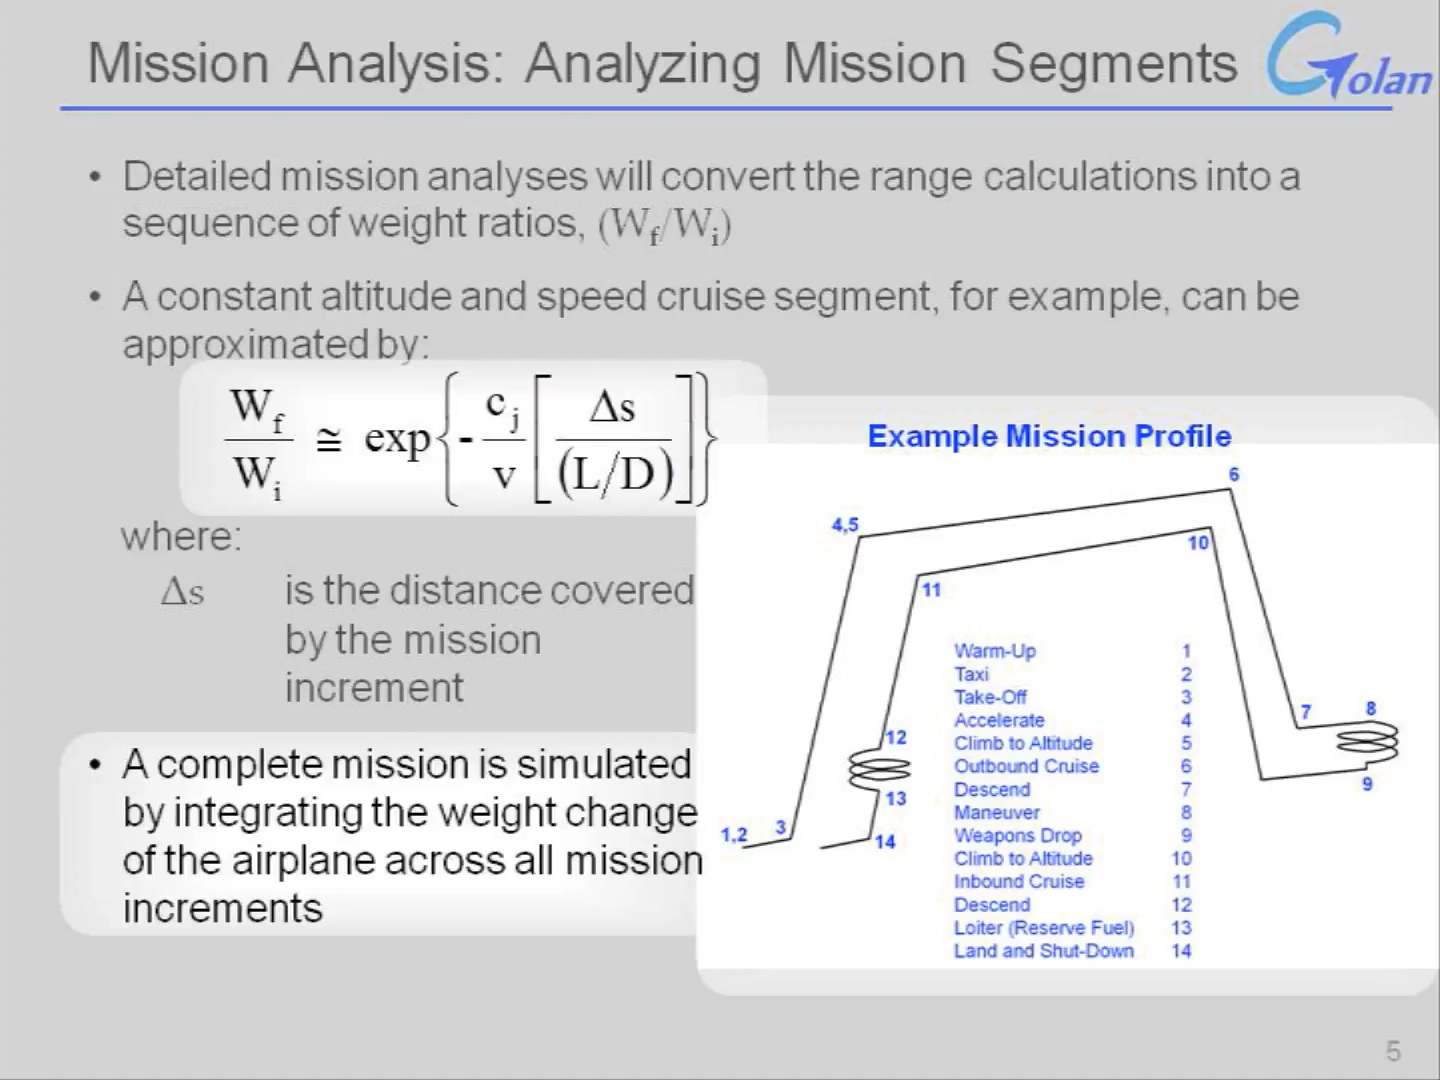 Mission Analysis: Analyzing Mission Segments
Golan
• Detailed mission analyses will convert the range calculations into a
sequence of weight ratios, (W_f/W_i)
• A constant altitude and speed cruise segment, for example, can be
approximated by:
W_f/W_i ≅ exp{-c_j/v[Δs/(L/D)]}
where:
Δs is the distance covered
by the mission
increment
• A complete mission is simulated
by integrating the weight change
of the airplane across all mission
increments
Example Mission Profile
6
4,5
10
11
7
8
12
9
13
1,2
3
14
Warm-Up 1
Taxi 2
Take-Off 3
Accelerate 4
Climb to Altitude 5
Outbound Cruise 6
Descend 7
Maneuver 8
Weapons Drop 9
Climb to Altitude 10
Inbound Cruise 11
Descend 12
Loiter (Reserve Fuel) 13
Land and Shut-Down 14
5